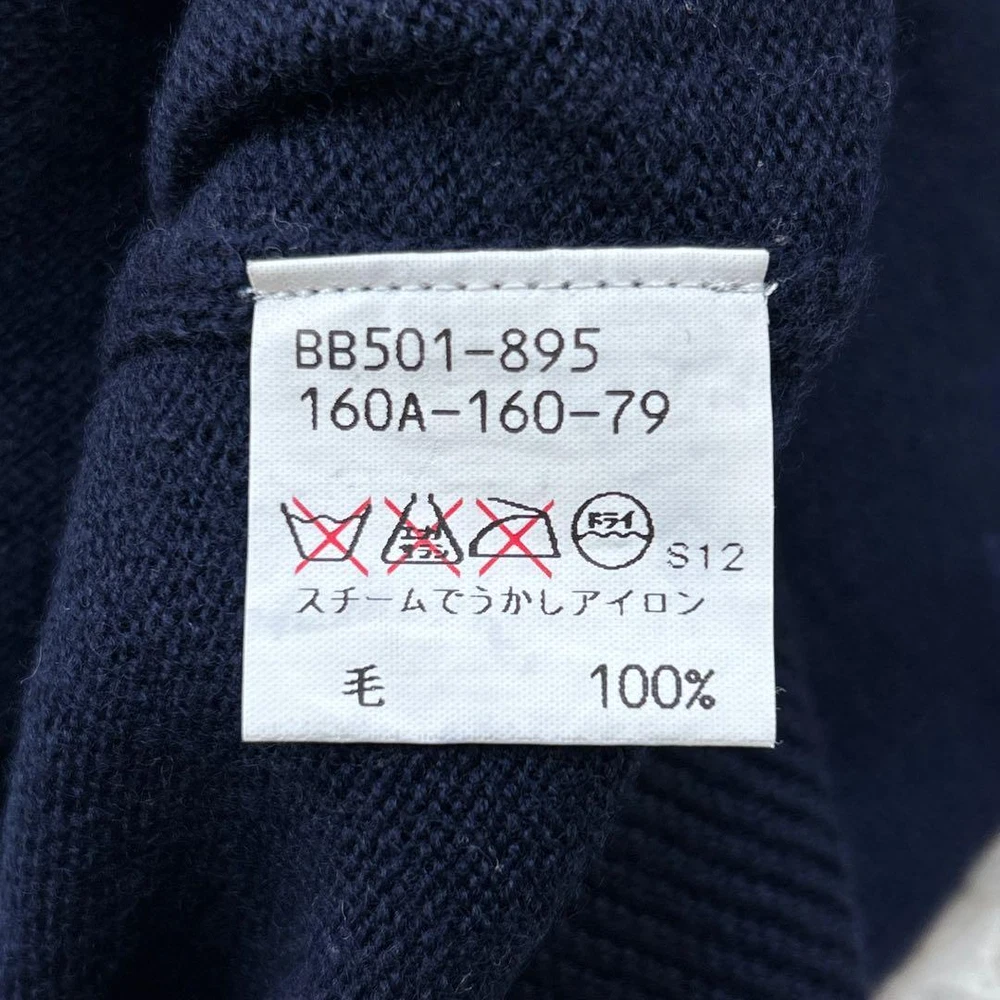 BB501-895
160A-160-79
エンソ
サラシ
ドライ
S12
スチームでうかしアイロン
毛 100%